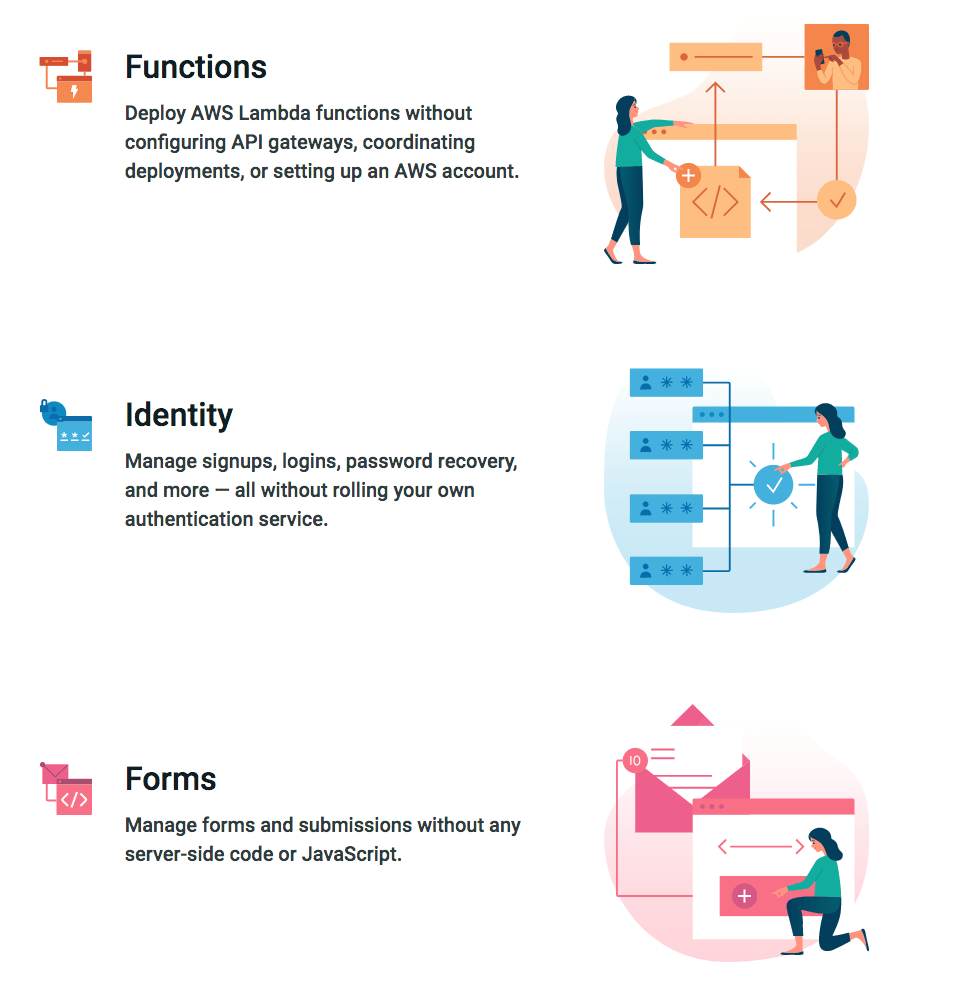 Functions
Deploy AWS Lambda functions without
configuring API gateways, coordinating
deployments, or setting up an AWS account.
</>
Identity
Manage signups, logins, password recovery,
and more — all without rolling your own
authentication service.
Forms
Manage forms and submissions without any
server-side code or JavaScript.
10
</>